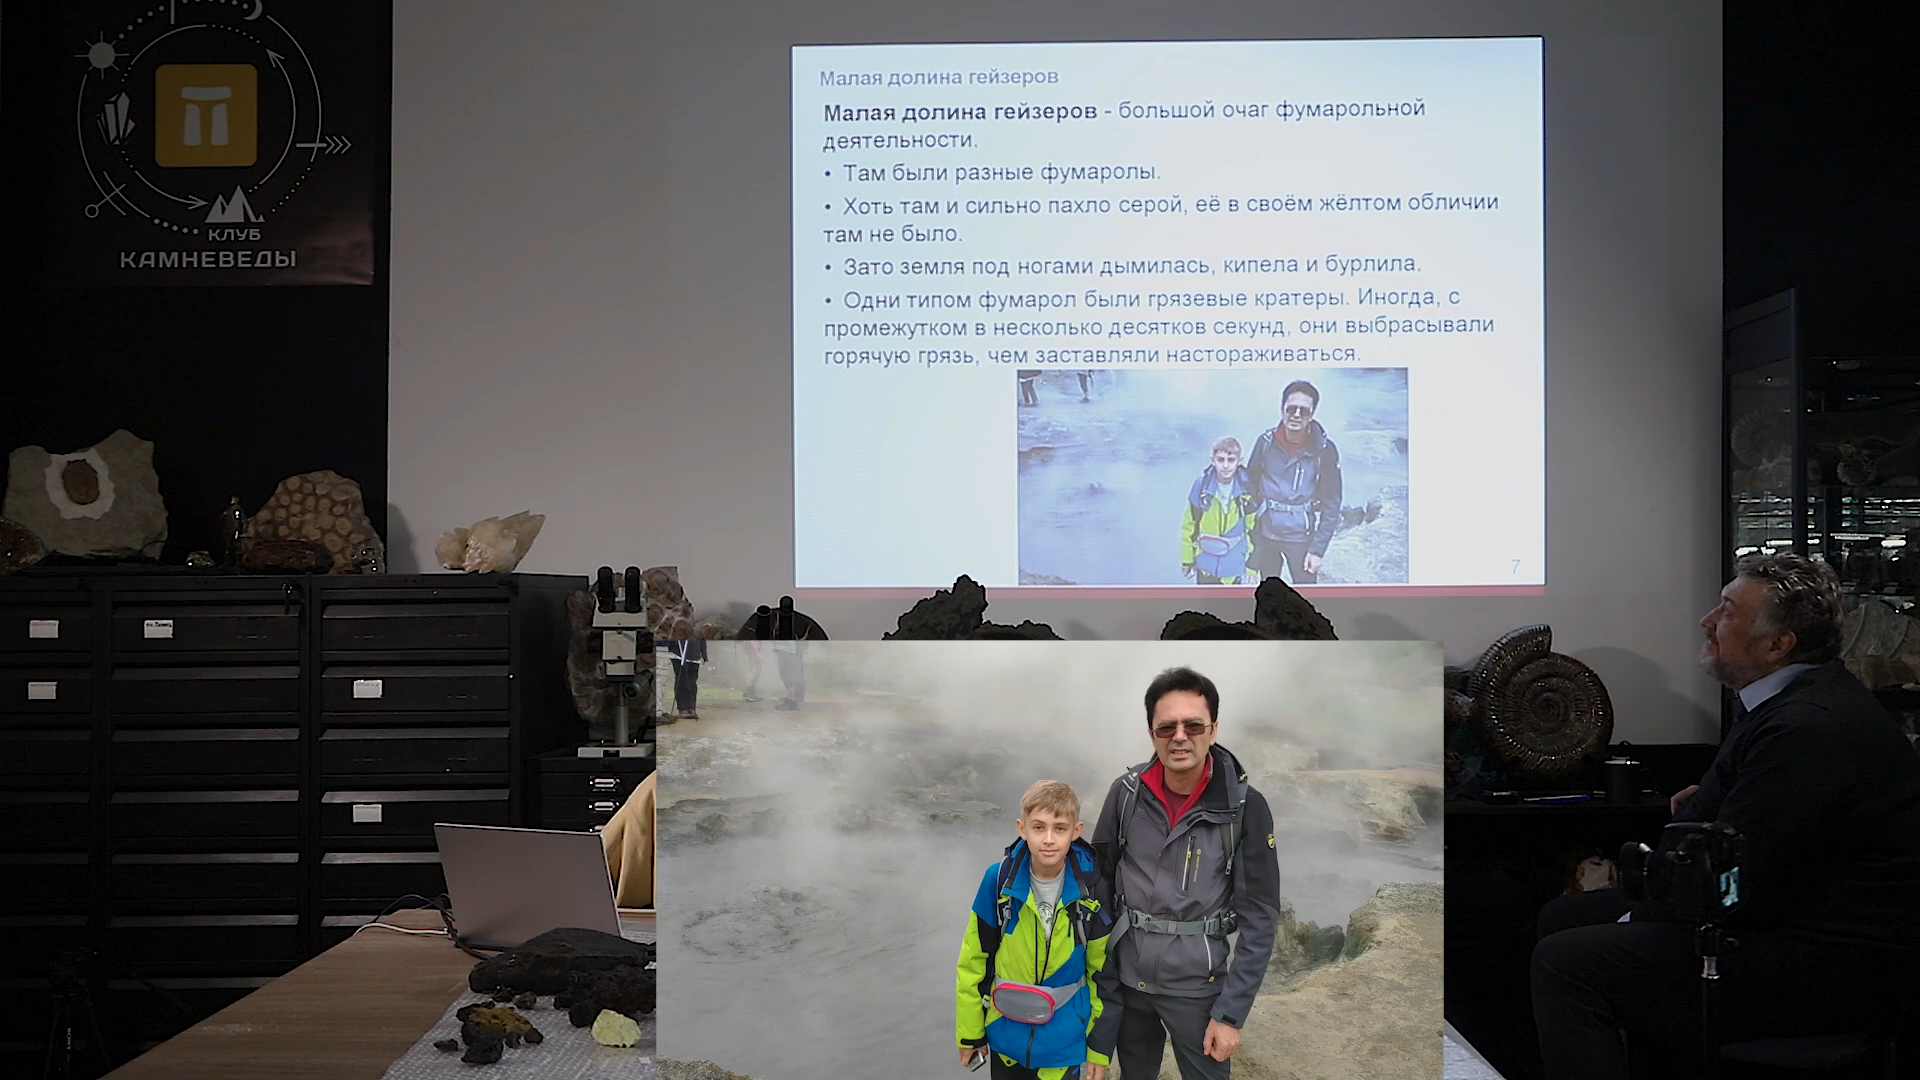 КЛУБ
КАМНЕВЕДЫ
Малая долина гейзеров
Малая долина гейзеров - большой очаг фумарольной
деятельности.
• Там были разные фумаролы.
• Хоть там и сильно пахло серой, её в своём жёлтом обличии
там не было.
• Зато земля под ногами дымилась, кипела и бурлила.
• Одни типом фумарол были грязевые кратеры. Иногда, с
промежутком в несколько десятков секунд, они выбрасывали
горячую грязь, чем заставляли настораживаться.
7